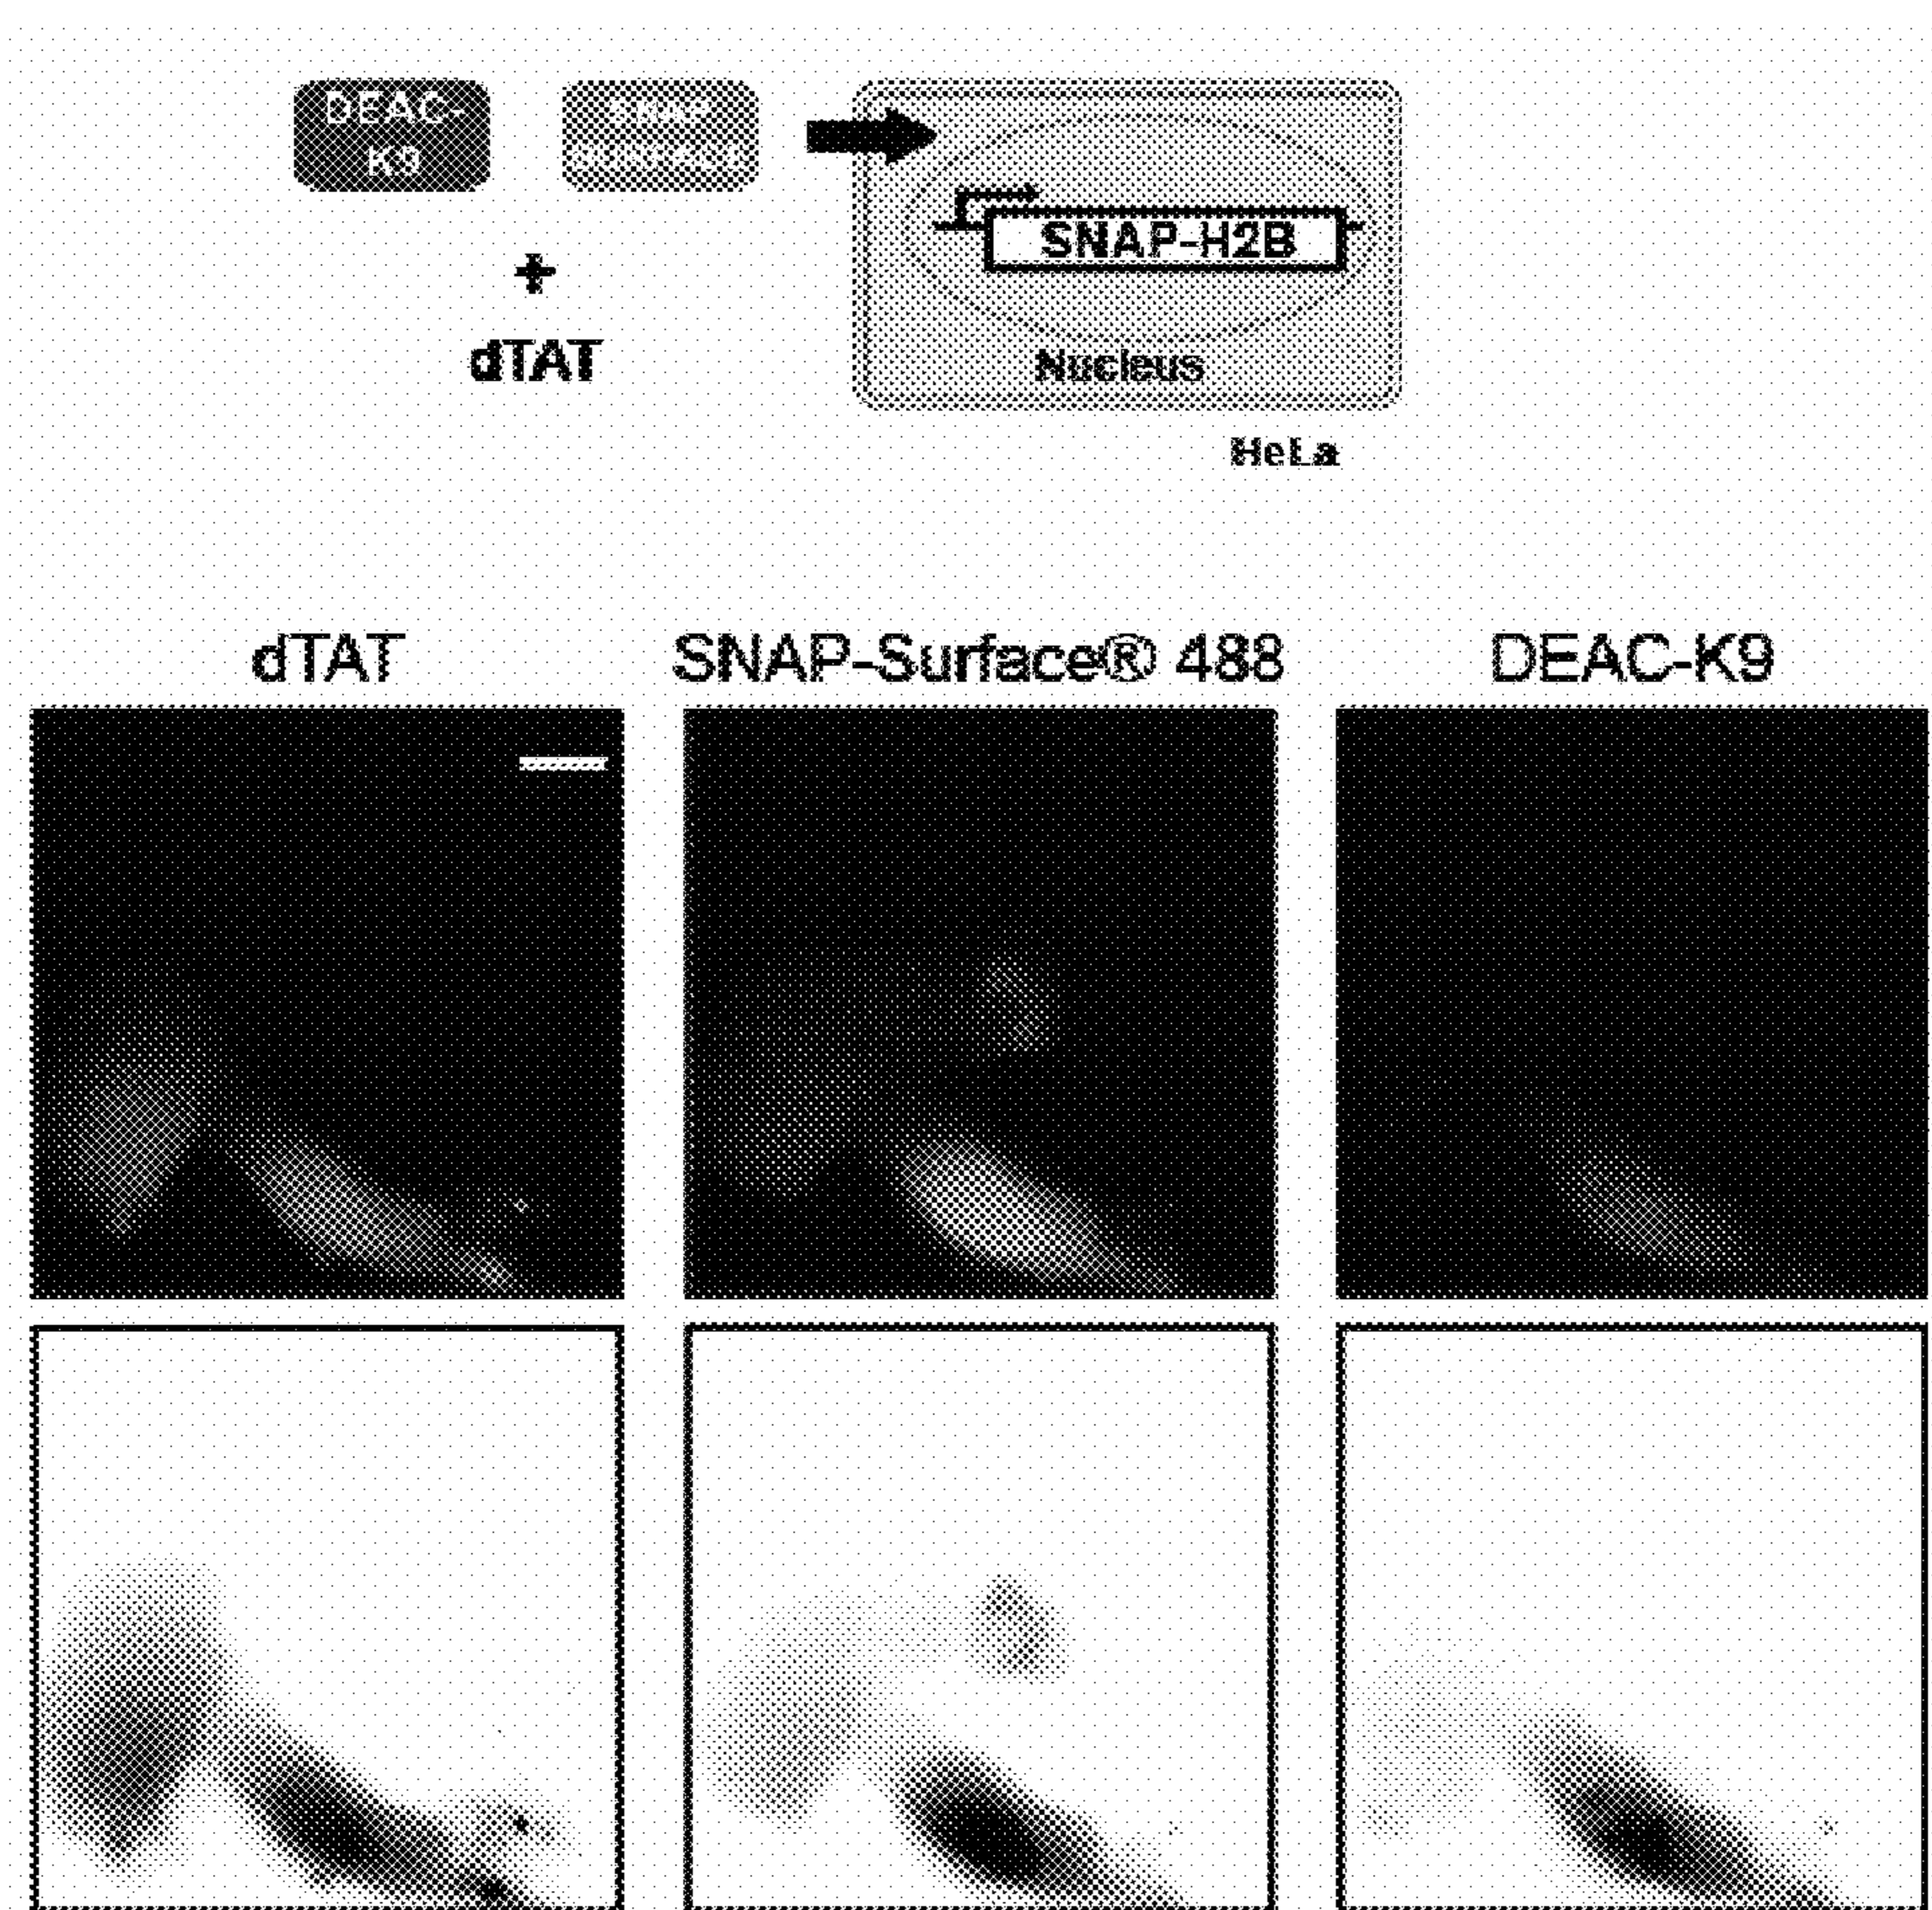 DEAC-
K9
SNAP-H2B
+
dTAT
Nucleus
HeLa
dTAT
SNAP-Surface® 488
DEAC-K9